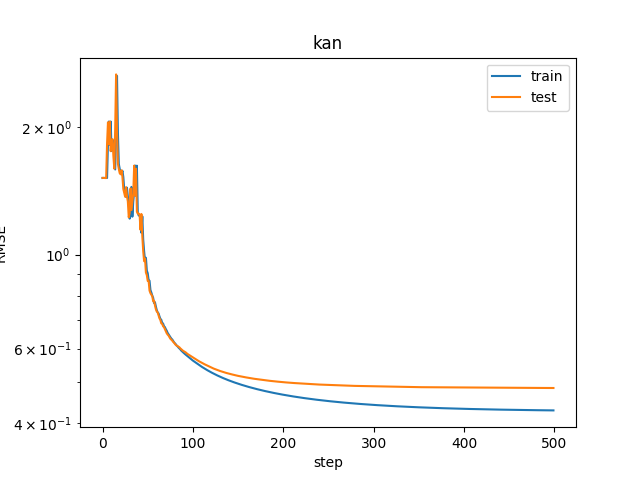 kan
train
test
2 × 10⁰
10⁰
6 × 10⁻¹
4 × 10⁻¹
RMSE
0 100 200 300 400 500
step